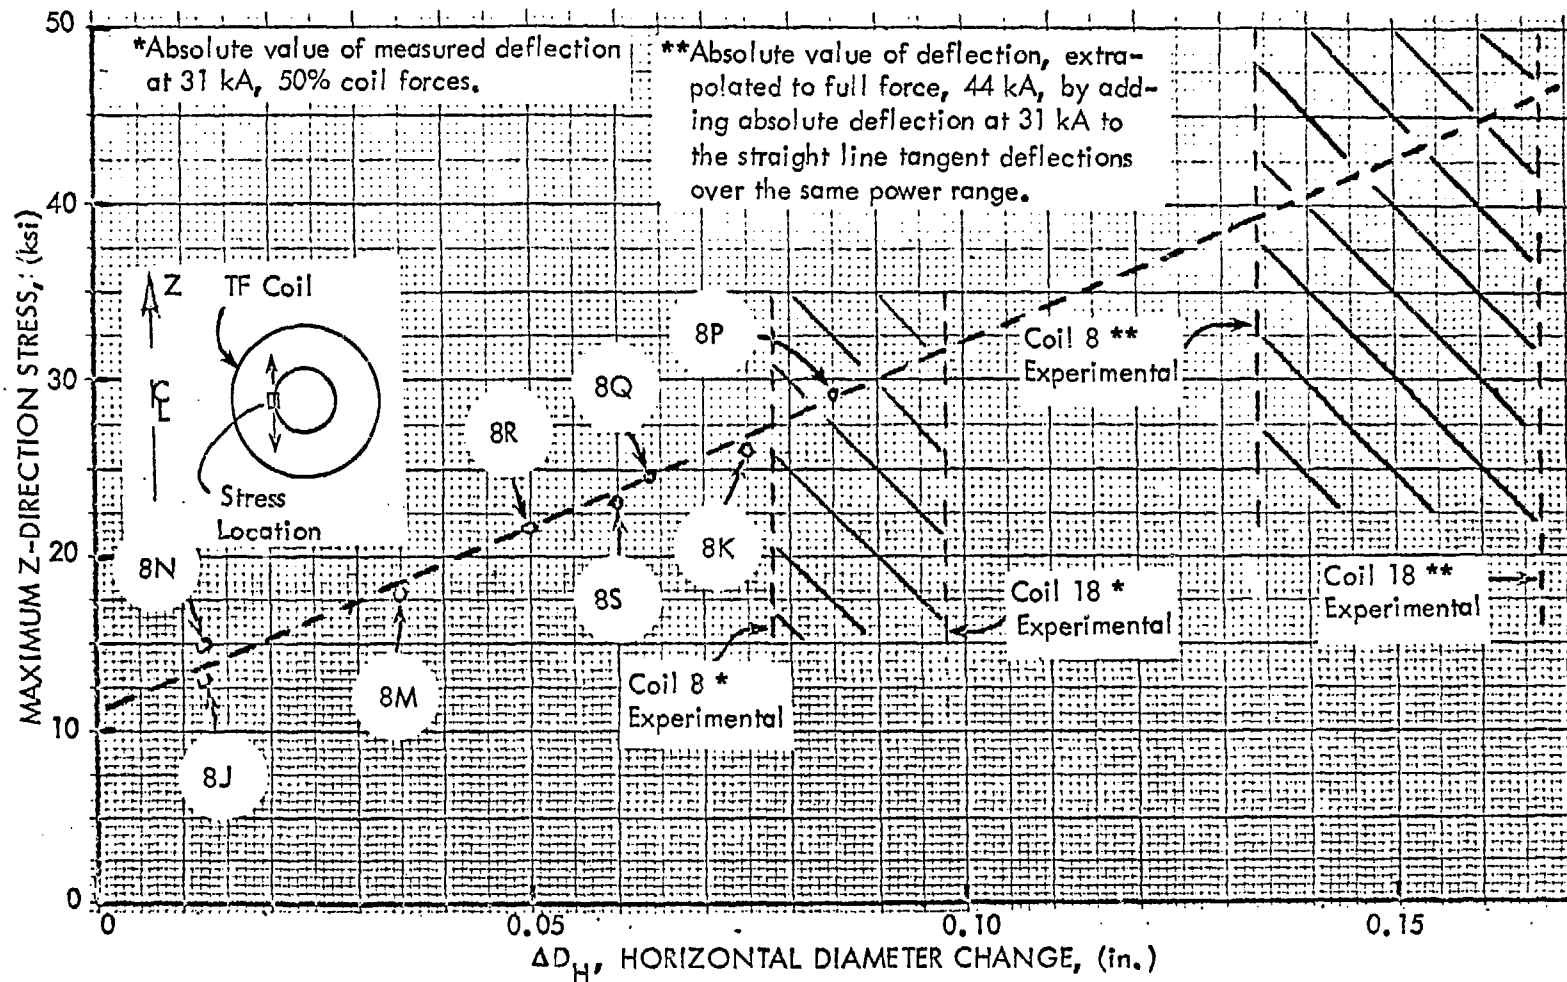 50
*Absolute value of measured deflection
at 31 kA, 50% coil forces.
**Absolute value of deflection, extra-
polated to full force, 44 kA, by add-
ing absolute deflection at 31 kA to
the straight line tangent deflections
over the same power range.
40
30
20
10
0
MAXIMUM Z-DIRECTION STRESS, (ksi)
Z
TF Coil
CL
Stress
Location
8N
8J
8M
8R
8Q
8S
8K
8P
Coil 8 *
Experimental
Coil 18 *
Experimental
Coil 8 **
Experimental
Coil 18 **
Experimental
0
0.05
0.10
0.15
ΔD_H, HORIZONTAL DIAMETER CHANGE, (in.)